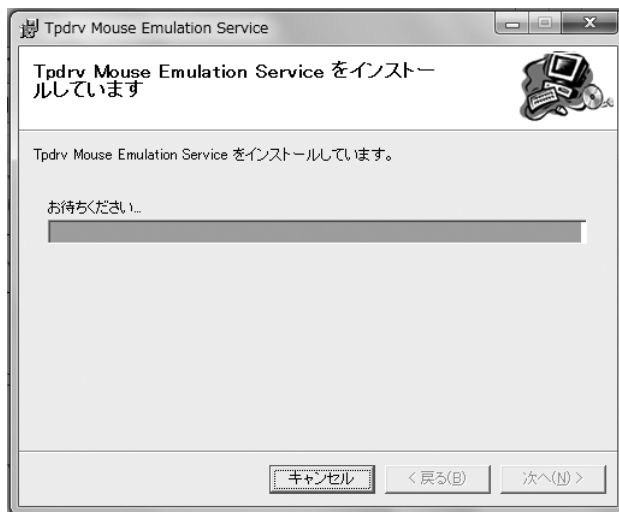 Tpdrv Mouse Emulation Service
Tpdrv Mouse Emulation Service をインストー
ルしています
Tpdrv Mouse Emulation Service をインストールしています。
お待ちください...
キャンセル
< 戻る(B)
次へ(N) >